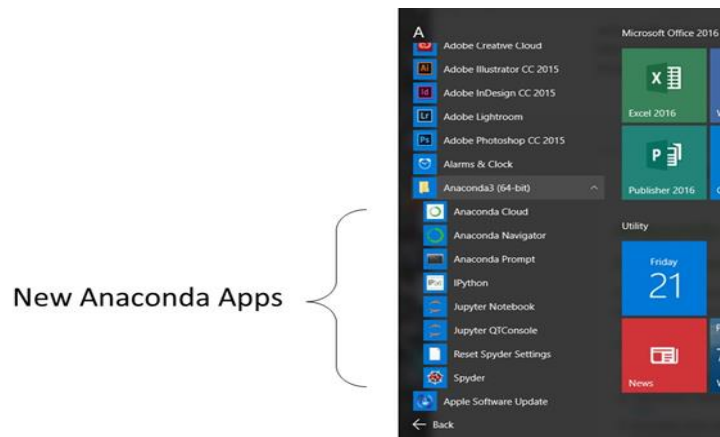 New Anaconda Apps
A
Adobe Creative Cloud
Adobe Illustrator CC 2015
Adobe InDesign CC 2015
Adobe Lightroom
Adobe Photoshop CC 2015
Alarms & Clock
Anaconda3 (64-bit)
Anaconda Cloud
Anaconda Navigator
Anaconda Prompt
IPython
Jupyter Notebook
Jupyter QTConsole
Reset Spyder Settings
Spyder
Apple Software Update
Back
Microsoft Office 2016
Excel 2016
Publisher 2016
Utility
Friday
21
News